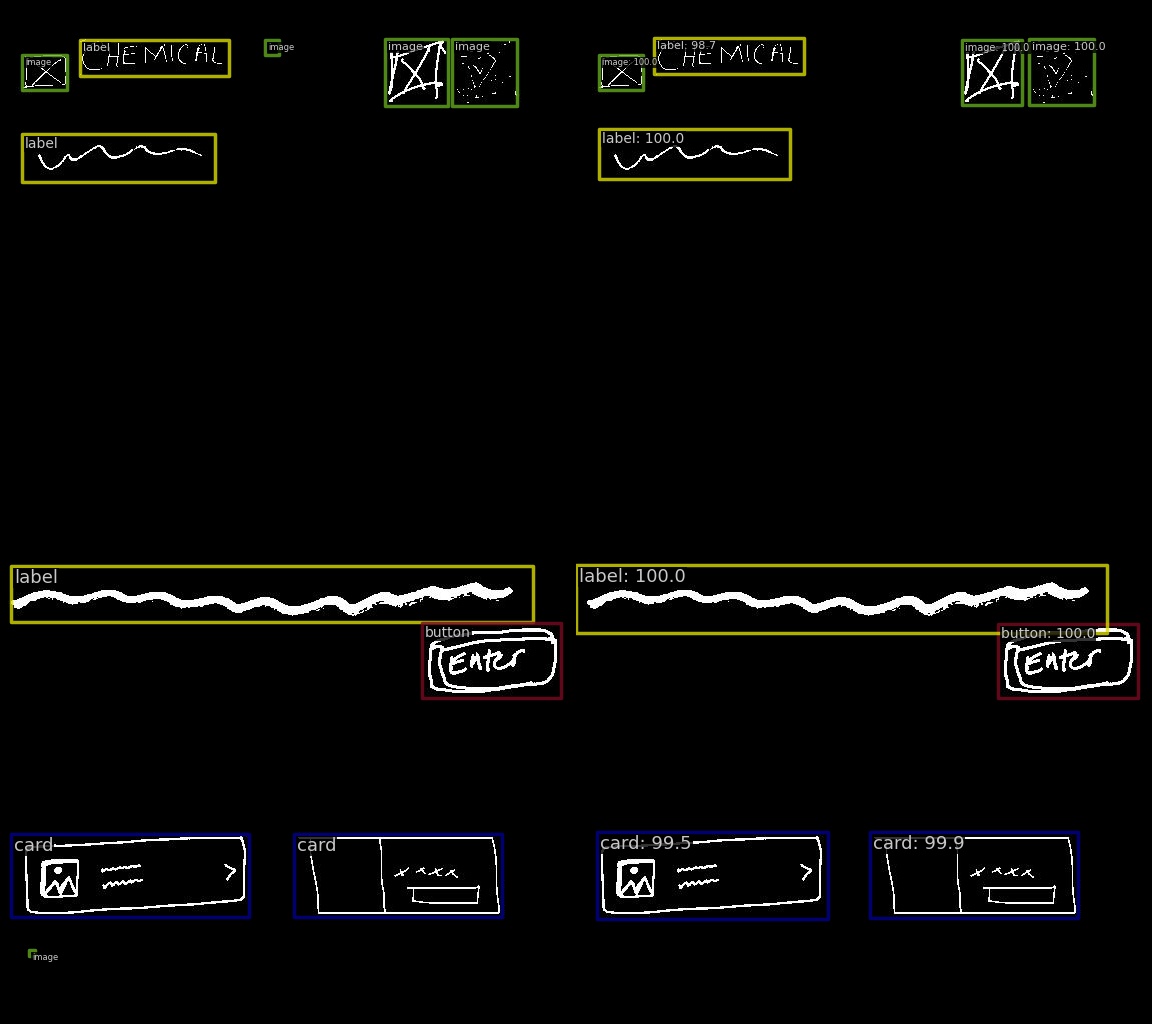 label CHEMICAL image image image label: 98.7 CHEMICAL image: 100.0 image: 100.0
image image: 100.0
label label: 100.0
label label: 100.0
button button: 100.0
Enter Enter
card card card: 99.5 card: 99.9
x x x x x x x x
image